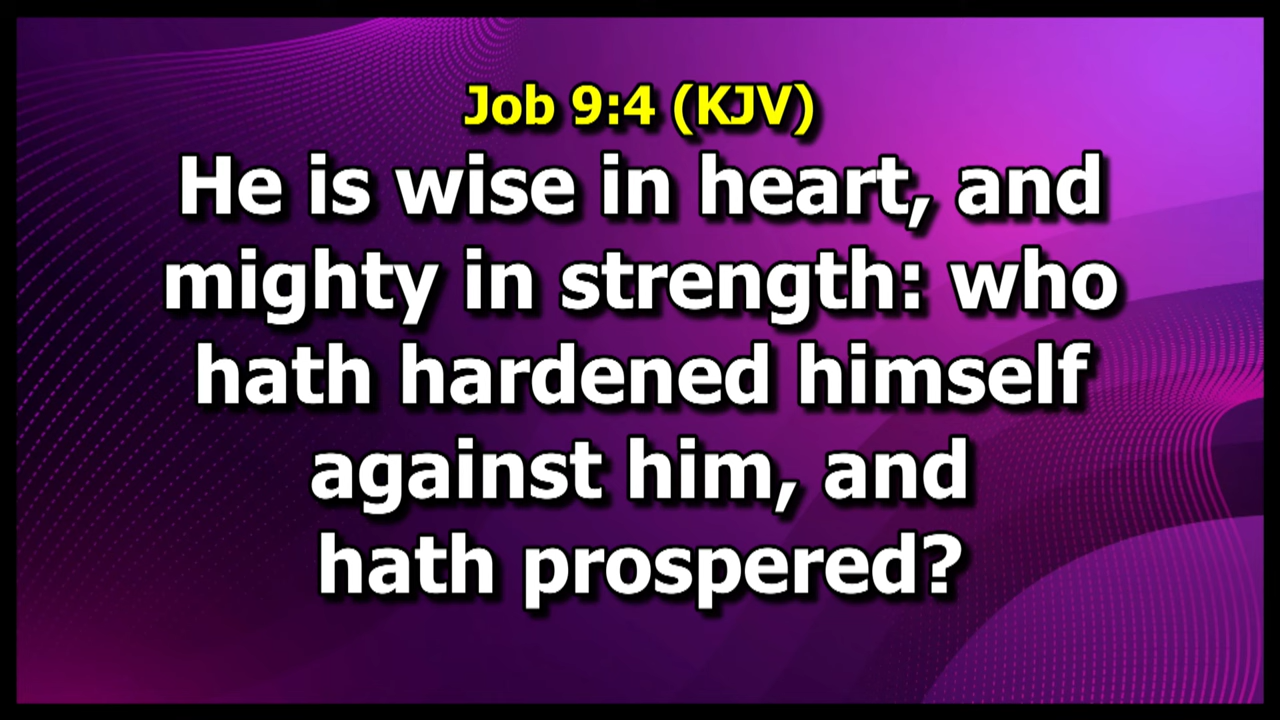 Job 9:4 (KJV)
He is wise in heart, and
mighty in strength: who
hath hardened himself
against him, and
hath prospered?